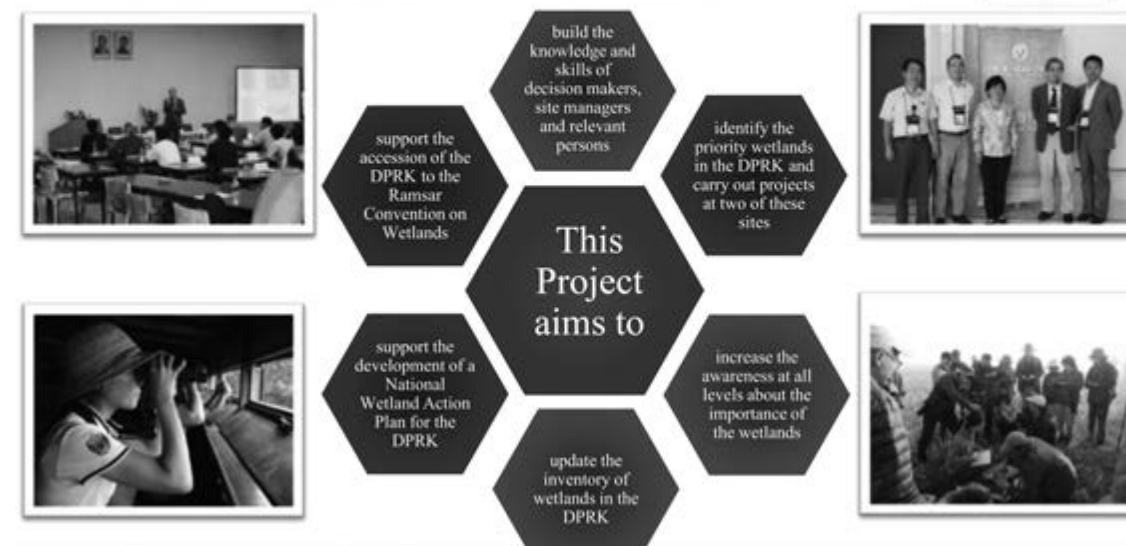 build the
knowledge and
skills of
decision makers,
site managers
and relevant
persons
support the
accession of the
DPRK to the
Ramsar
Convention on
Wetlands
identify the
priority wetlands
in the DPRK and
carry out projects
at two of these
sites
This
Project
aims to
support the
development of a
National
Wetland Action
Plan for the
DPRK
increase the
awareness at all
levels about the
importance of
the wetlands
update the
inventory of
wetlands in the
DPRK